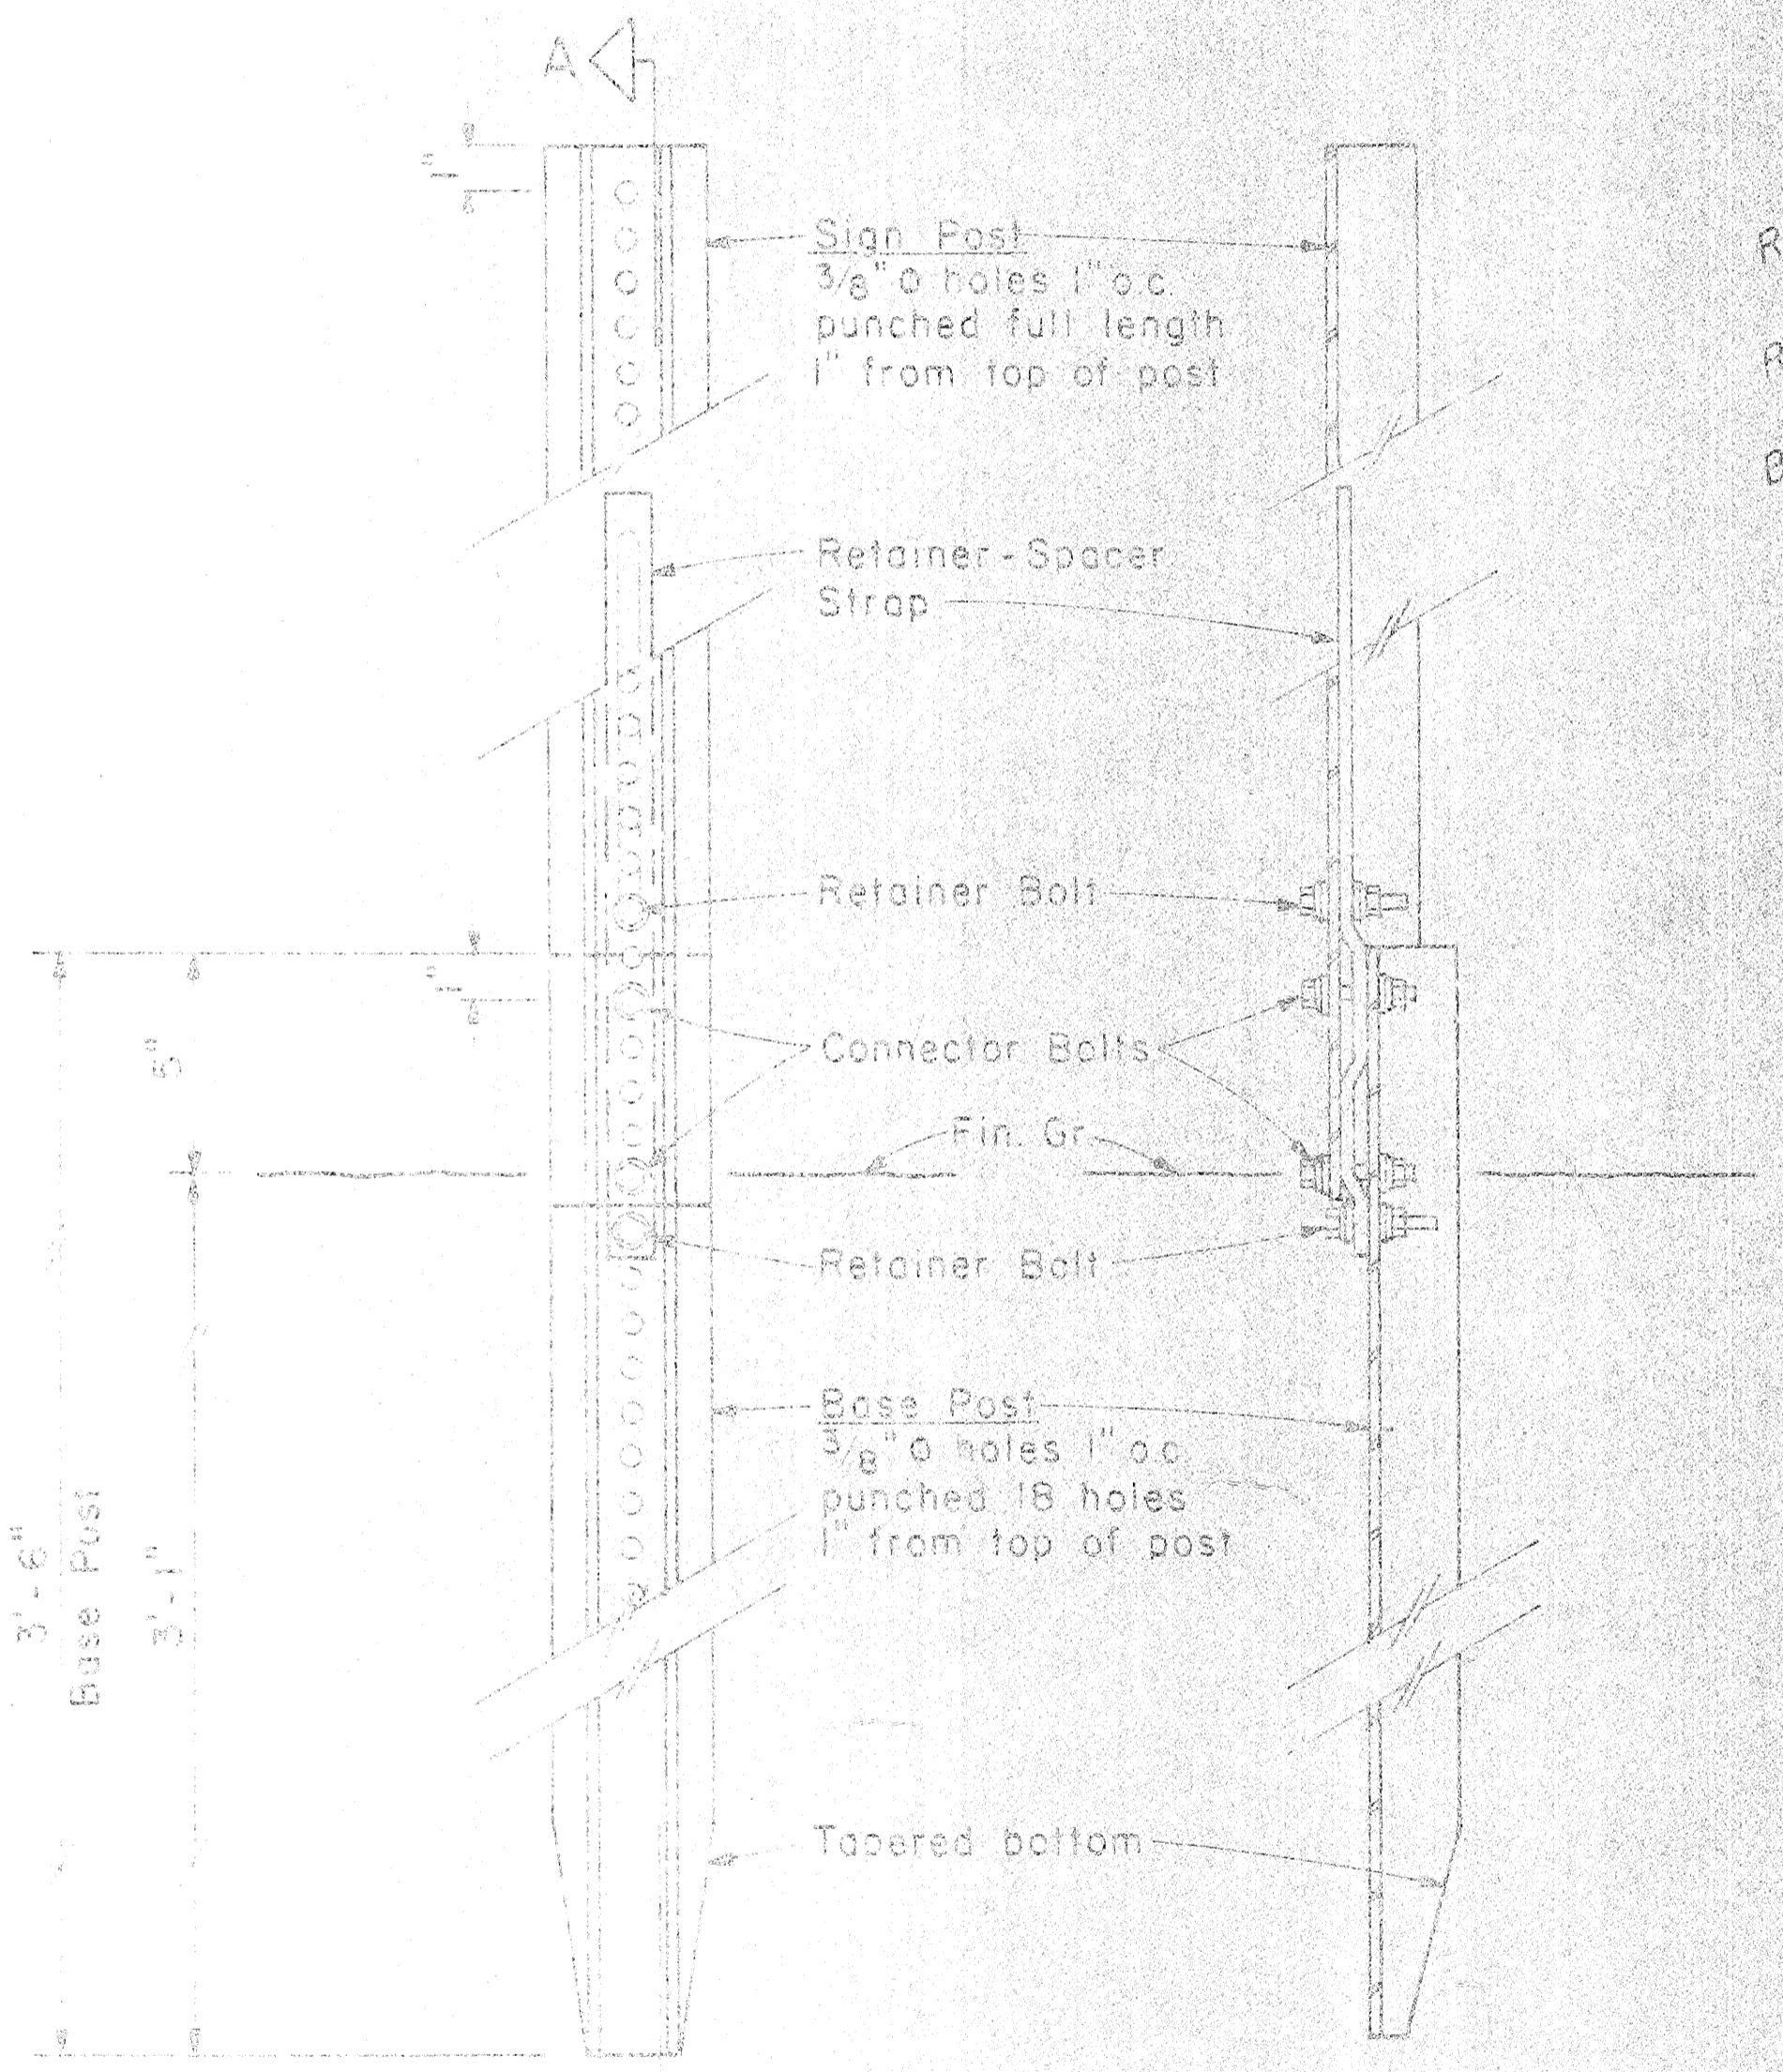 A
1"
Sign Post
3/8" ø holes 1" o.c.
punched full length
1" from top of post
R
R
B
Retainer-Spacer
Strap
Retainer Bolt
1"
5"
Connector Bolts
Fin. Gr.
Retainer Bolt
Base Post
3/8" ø holes 1" o.c.
punched 18 holes
1" from top of post
3'-6"
Base Post
3'-1"
Tapered bottom